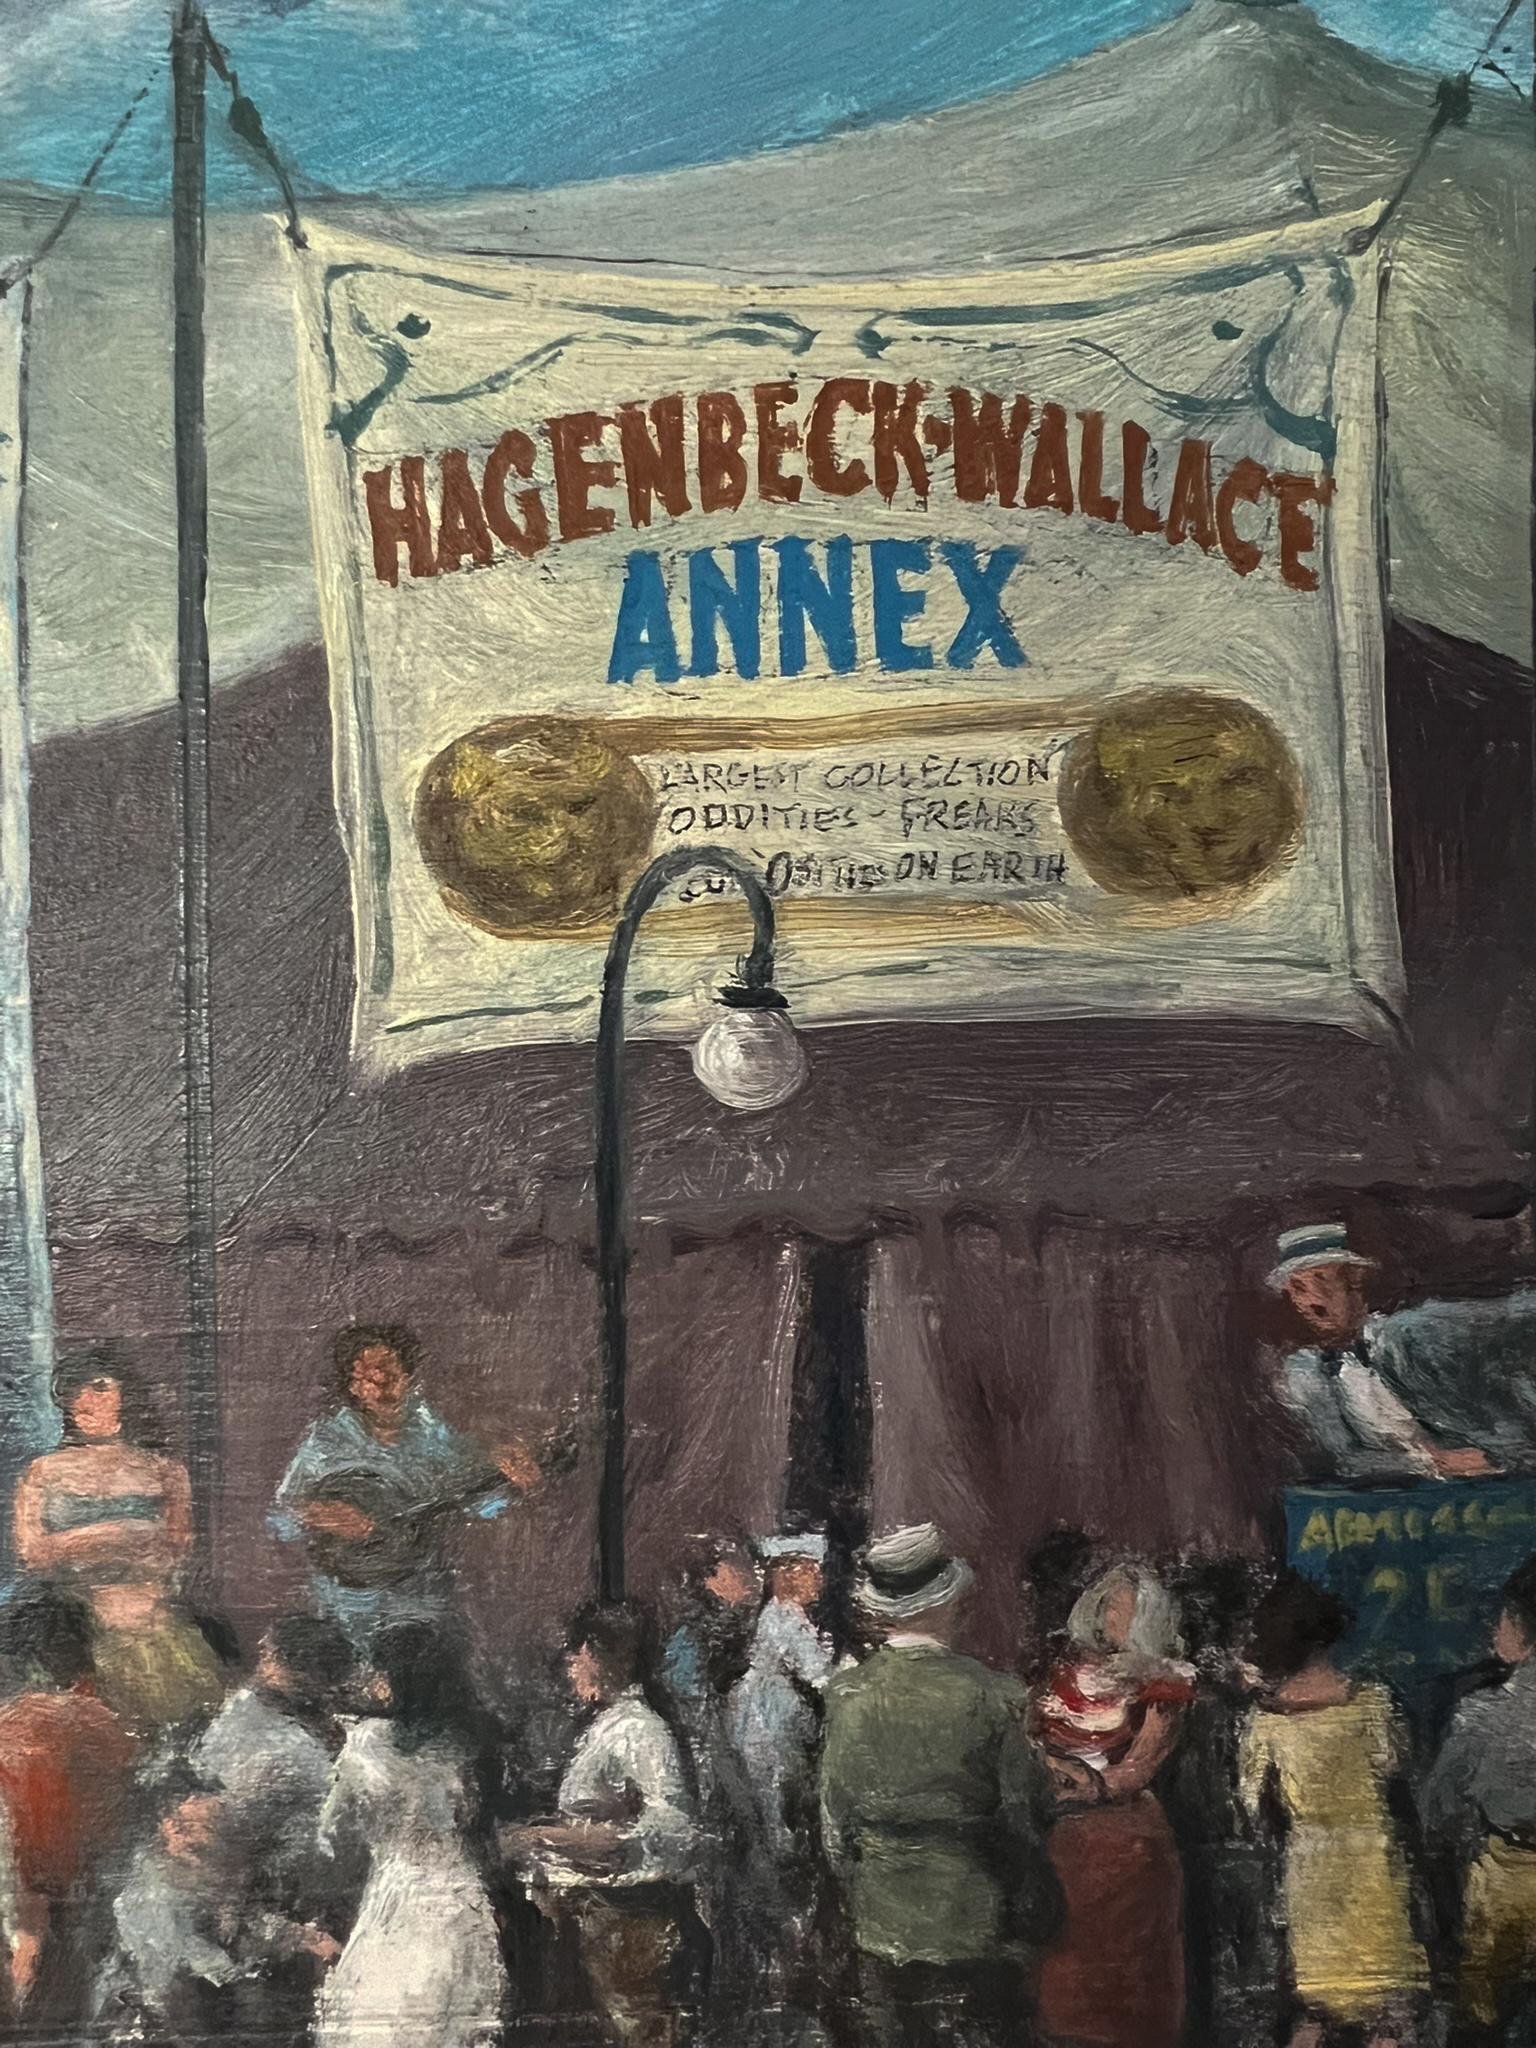 HAGENBECK-WALLACE
ANNEX
LARGEST COLLECTION
ODDITIES - FREAKS
ON EARTH